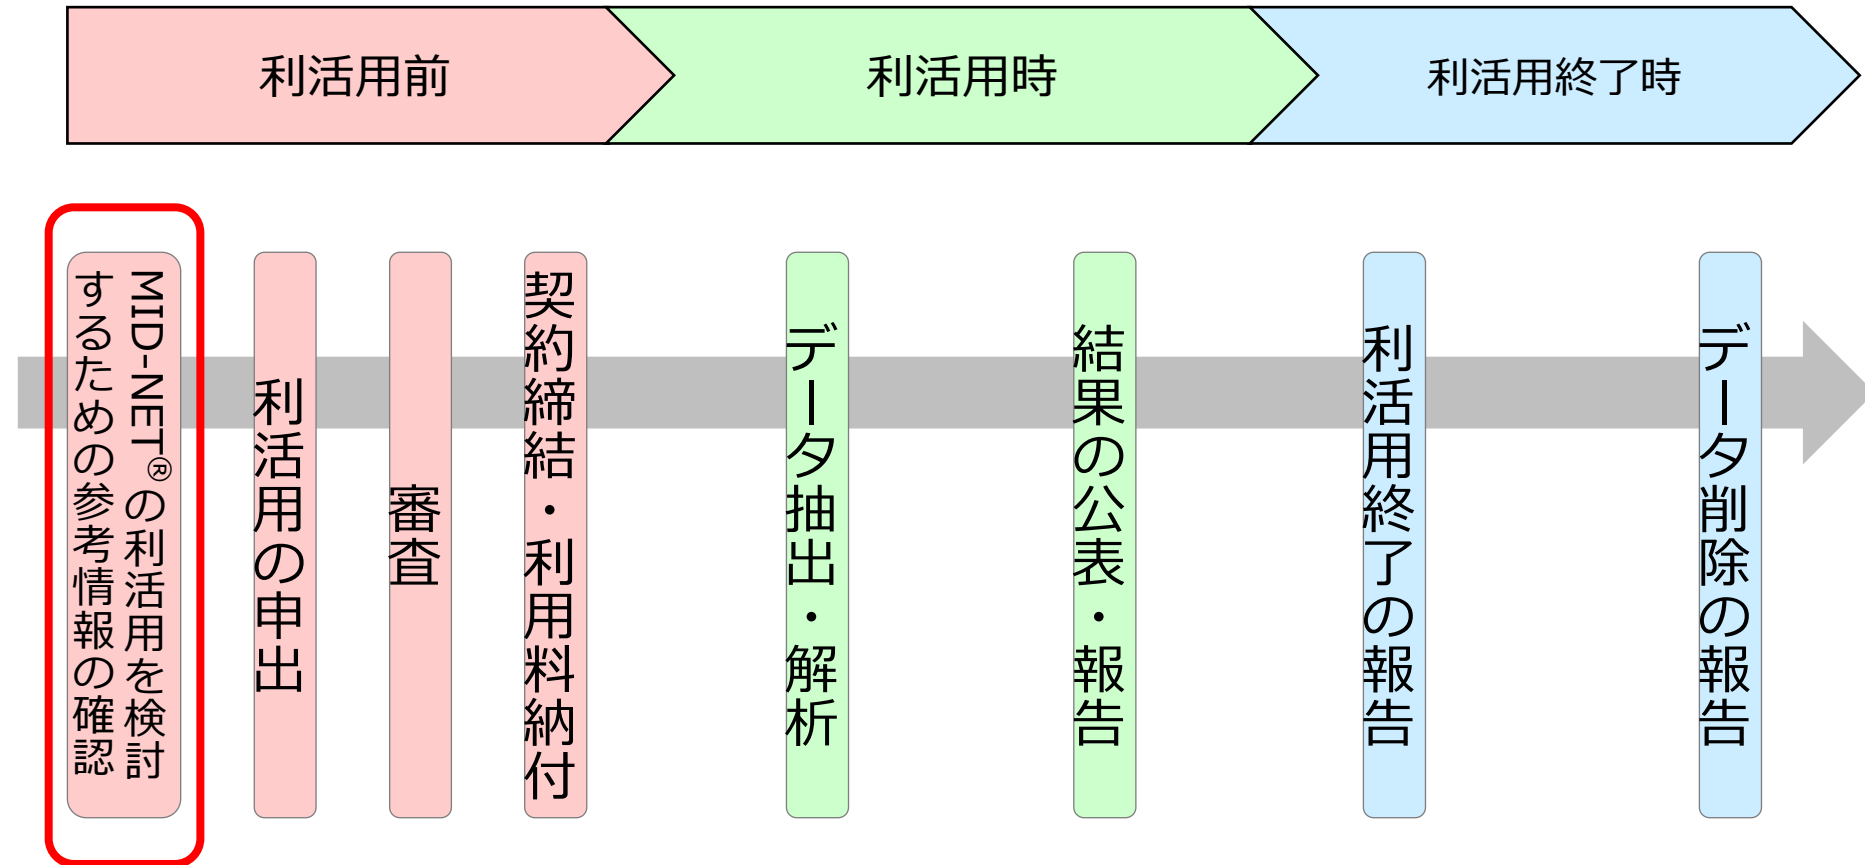 利活用前
利活用時
利活用終了時
MID-NET®の利活用を検討
するための参考情報の確認
利活用の申出
審査
契約締結・利用料納付
データ抽出・解析
結果の公表・報告
利活用終了の報告
データ削除の報告